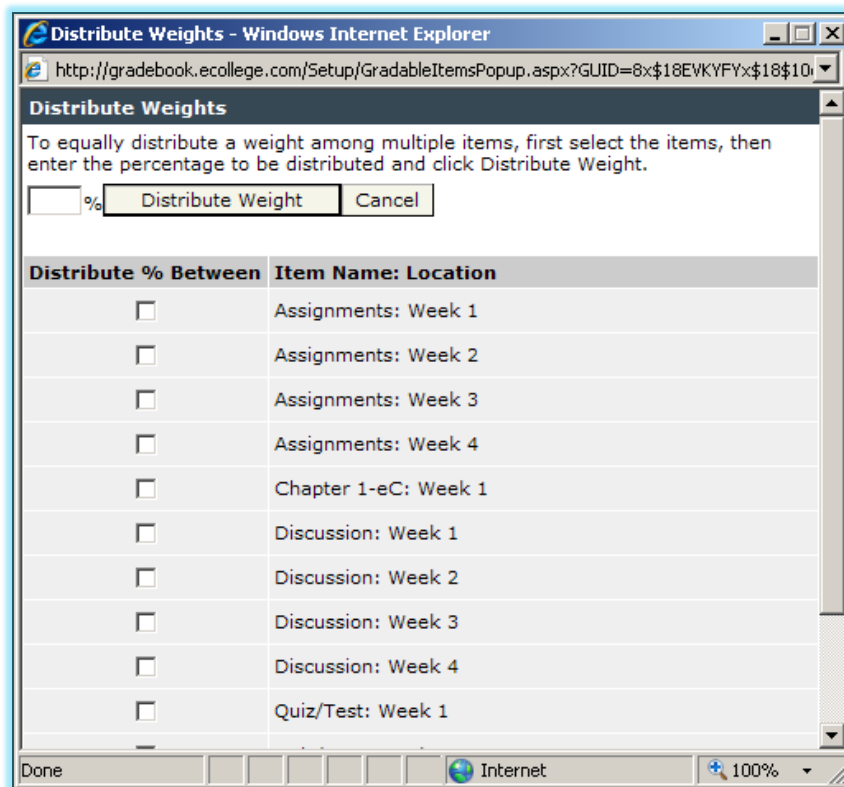 Distribute Weights - Windows Internet Explorer
http://gradebook.ecollege.com/Setup/GradableItemsPopup.aspx?GUID=8x$18EVKYFYx$18$10
Distribute Weights
To equally distribute a weight among multiple items, first select the items, then
enter the percentage to be distributed and click Distribute Weight.
% Distribute Weight Cancel
Distribute % Between Item Name: Location
Assignments: Week 1
Assignments: Week 2
Assignments: Week 3
Assignments: Week 4
Chapter 1-eC: Week 1
Discussion: Week 1
Discussion: Week 2
Discussion: Week 3
Discussion: Week 4
Quiz/Test: Week 1
Done Internet 100%